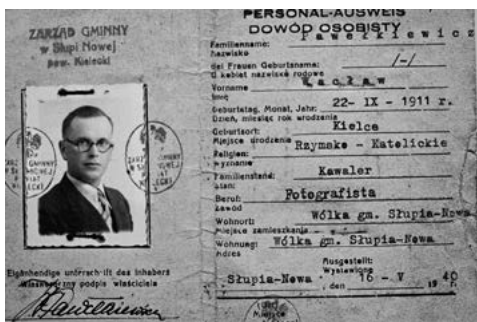 ZARZĄD GMINNY
w Słupi Nowej
pow. Kielecki
Eigenhändige unterschift des Inhabers
Własnoręczny podpis właściciela
PERSONAL-AUSWEIS
DOWÓD OSOBISTY
Familienname:
Nazwisko
bei Frauen Geburtsname: /-/
U kobiet nazwisko rodowe
Vorname Wacław
Imię
Geburtstag, Monat, Jahr: 22- IX - 1911 r.
Dzień, miesiąc rok urodzenia
Geburtsort: Kielce
Miejsce urodzenia
Religion: Rzymsko - Katolickie
Wyznanie
Familienstand: Kawaler
Stan:
Beruf: Fotografista
Zawód
Wohnort: Wólka gm. Słupia-Nowa
Miejsce zamieszkania
Wohnung: Wólka gm. Słupia-Nowa
Adres
Ausgestellt:
Wystawiono
Słupia-Nowa, den 16 - V 1940 r.
Miejsce